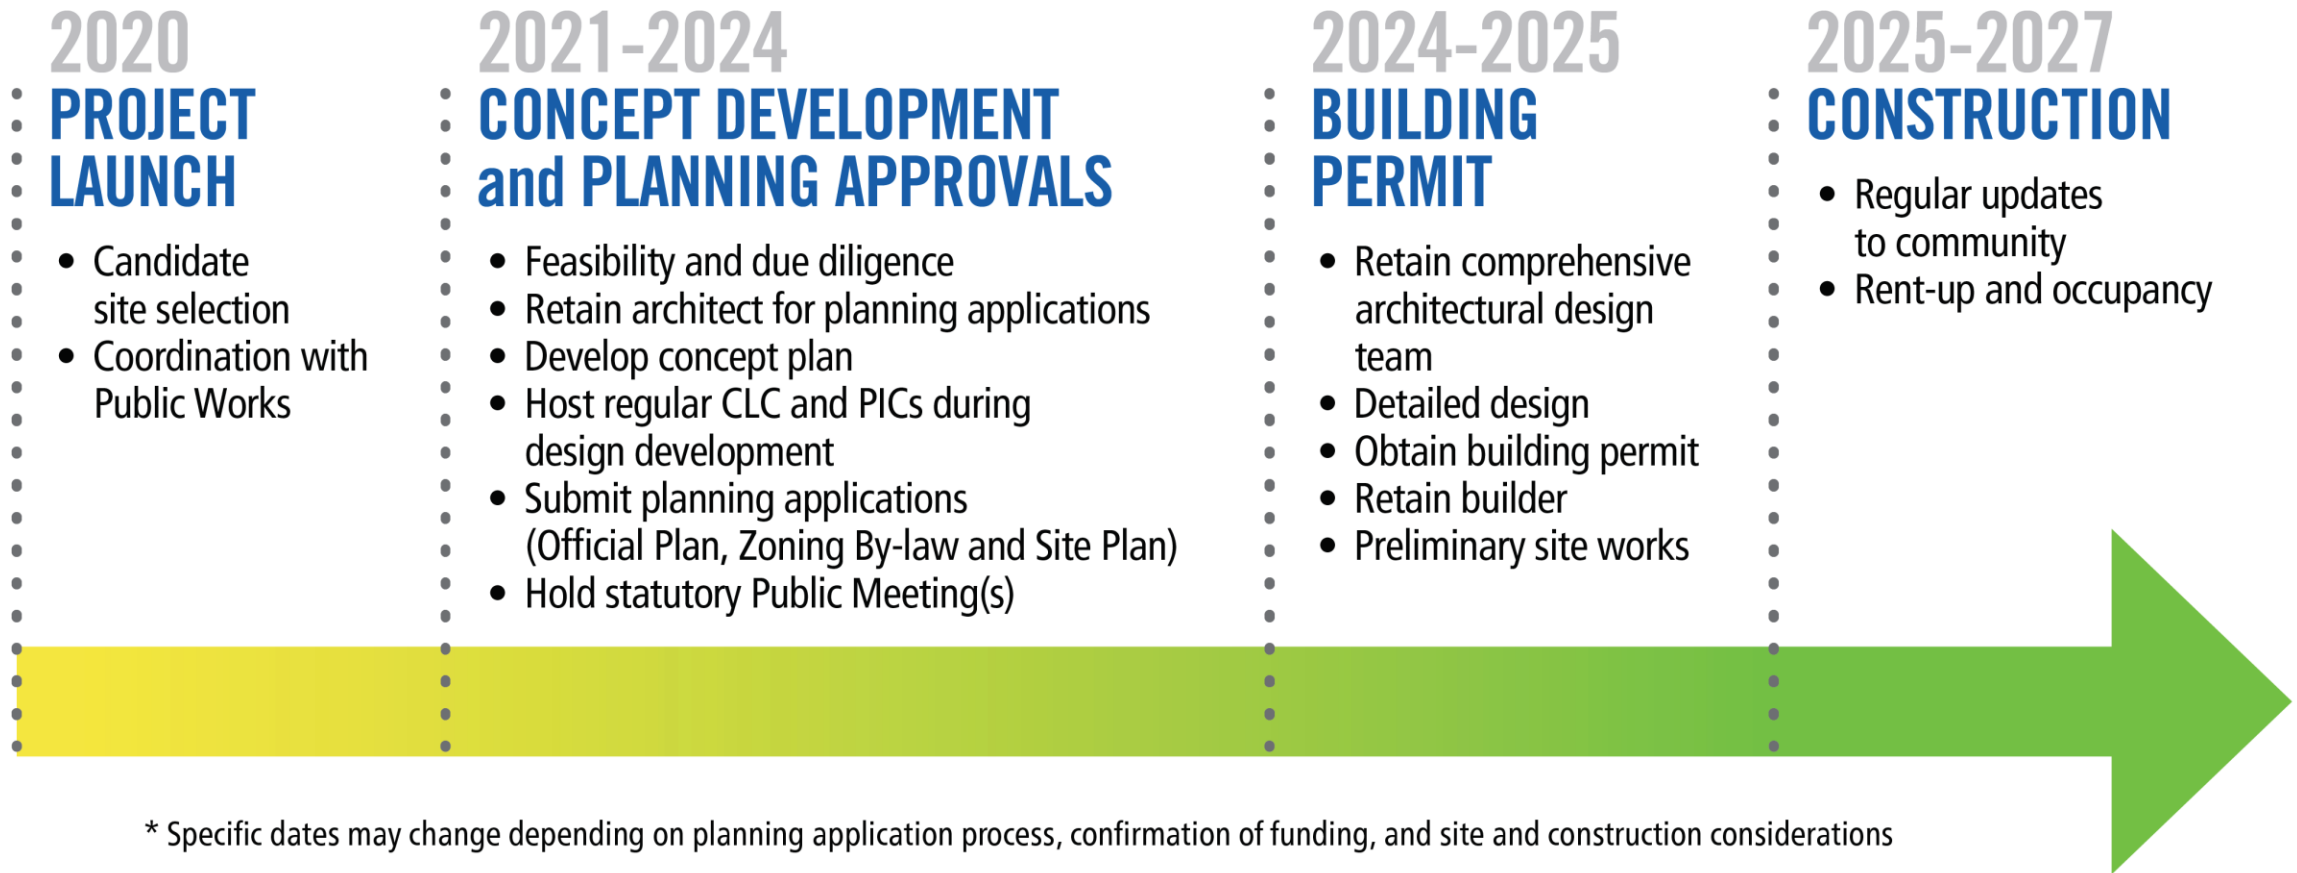 2020
PROJECT
LAUNCH
• Candidate
site selection
• Coordination with
Public Works
2021-2024
CONCEPT DEVELOPMENT
and PLANNING APPROVALS
• Feasibility and due diligence
• Retain architect for planning applications
• Develop concept plan
• Host regular CLC and PICs during
design development
• Submit planning applications
(Official Plan, Zoning By-law and Site Plan)
• Hold statutory Public Meeting(s)
2024-2025
BUILDING
PERMIT
• Retain comprehensive
architectural design
team
• Detailed design
• Obtain building permit
• Retain builder
• Preliminary site works
2025-2027
CONSTRUCTION
• Regular updates
to community
• Rent-up and occupancy
* Specific dates may change depending on planning application process, confirmation of funding, and site and construction considerations